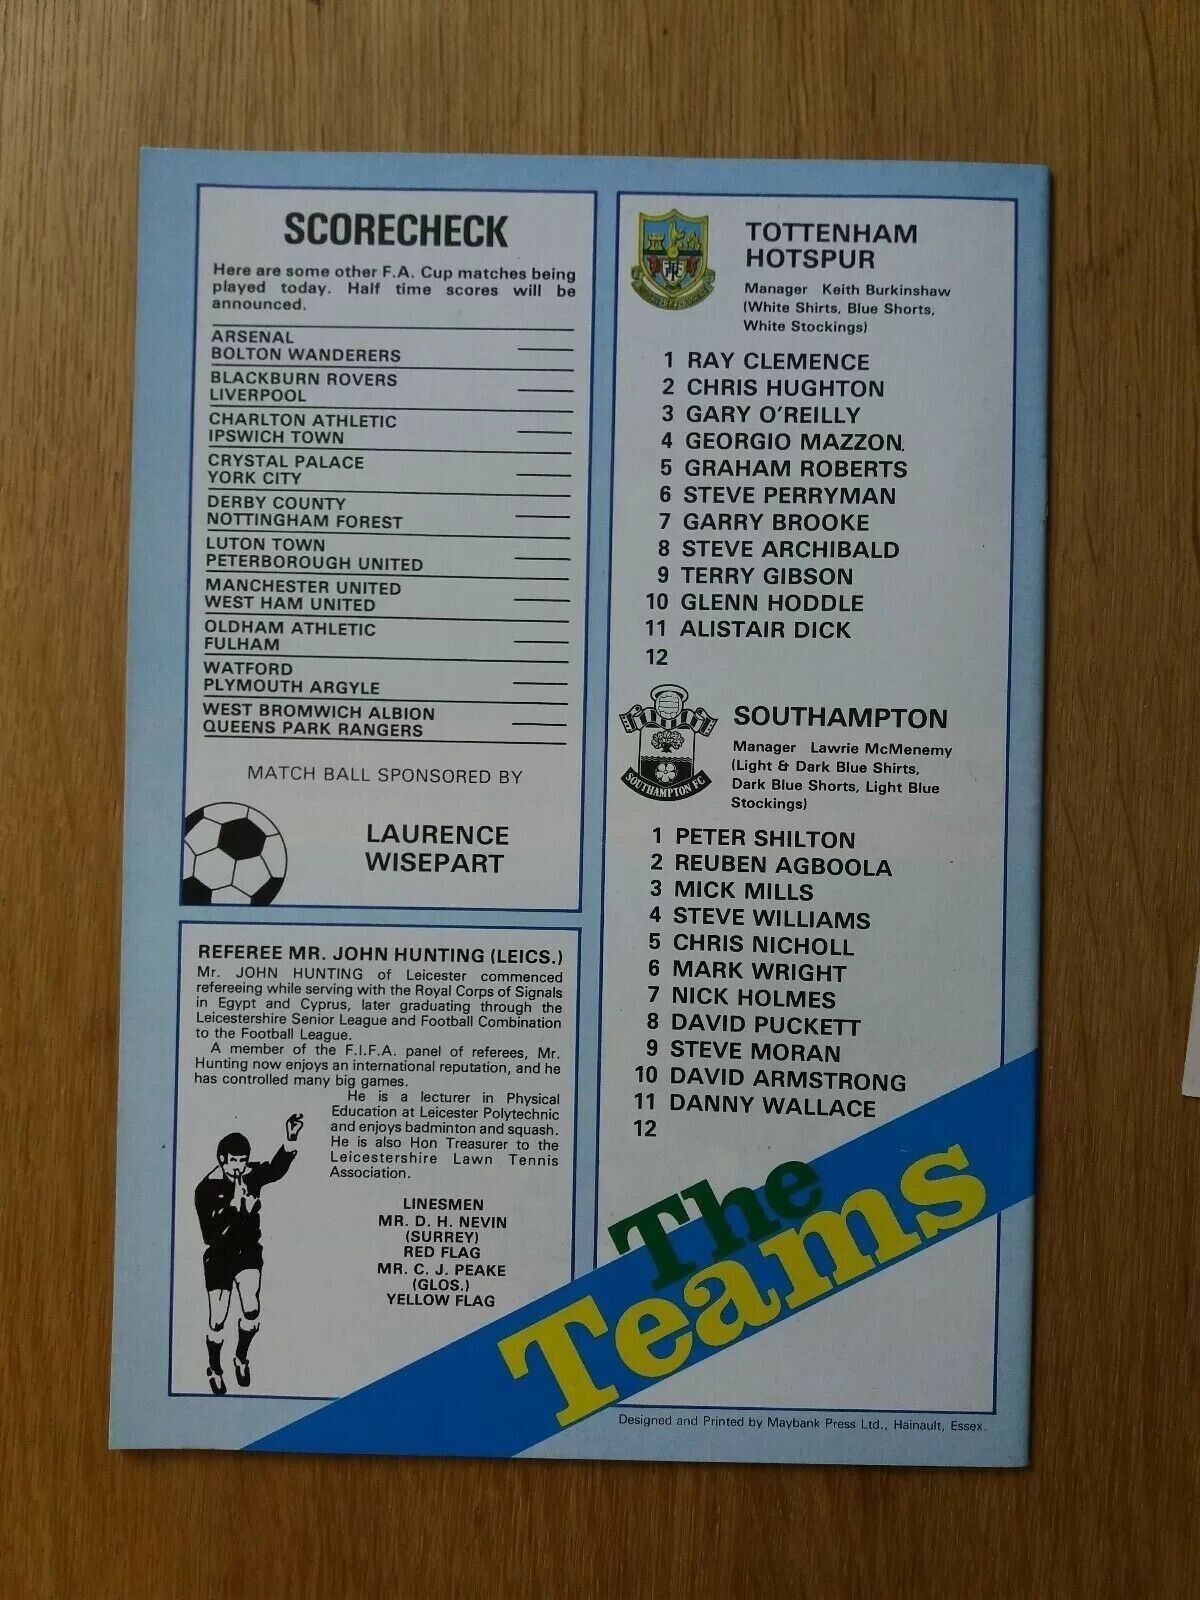 SCORECHECK
Here are some other F.A. Cup matches being
played today. Half time scores will be
announced.
ARSENAL
BOLTON WANDERERS
BLACKBURN ROVERS
LIVERPOOL
CHARLTON ATHLETIC
IPSWICH TOWN
CRYSTAL PALACE
YORK CITY
DERBY COUNTY
NOTTINGHAM FOREST
LUTON TOWN
PETERBOROUGH UNITED
MANCHESTER UNITED
WEST HAM UNITED
OLDHAM ATHLETIC
FULHAM
WATFORD
PLYMOUTH ARGYLE
WEST BROMWICH ALBION
QUEENS PARK RANGERS
MATCH BALL SPONSORED BY
LAURENCE
WISEPART
REFEREE MR. JOHN HUNTING (LEICS.)
Mr. JOHN HUNTING of Leicester commenced
refereeing while serving with the Royal Corps of Signals
in Egypt and Cyprus, later graduating through the
Leicestershire Senior League and Football Combination
to the Football League.
A member of the F.I.F.A. panel of referees, Mr.
Hunting now enjoys an international reputation, and he
has controlled many big games.
He is a lecturer in Physical
Education at Leicester Polytechnic
and enjoys badminton and squash.
He is also Hon Treasurer to the
Leicestershire Lawn Tennis
Association.
LINESMEN
MR. D. H. NEVIN
(SURREY)
RED FLAG
MR. C. J. PEAKE
(GLOS.)
YELLOW FLAG
TOTTENHAM
HOTSPUR
Manager Keith Burkinshaw
(White Shirts, Blue Shorts,
White Stockings)
1 RAY CLEMENCE
2 CHRIS HUGHTON
3 GARY O'REILLY
4 GEORGIO MAZZON
5 GRAHAM ROBERTS
6 STEVE PERRYMAN
7 GARRY BROOKE
8 STEVE ARCHIBALD
9 TERRY GIBSON
10 GLENN HODDLE
11 ALISTAIR DICK
12
SOUTHAMPTON FC
SOUTHAMPTON
Manager Lawrie McMenemy
(Light & Dark Blue Shirts,
Dark Blue Shorts, Light Blue
Stockings)
1 PETER SHILTON
2 REUBEN AGBOOLA
3 MICK MILLS
4 STEVE WILLIAMS
5 CHRIS NICHOLL
6 MARK WRIGHT
7 NICK HOLMES
8 DAVID PUCKETT
9 STEVE MORAN
10 DAVID ARMSTRONG
11 DANNY WALLACE
12
The
Teams
Designed and Printed by Maybank Press Ltd., Hainault, Essex.